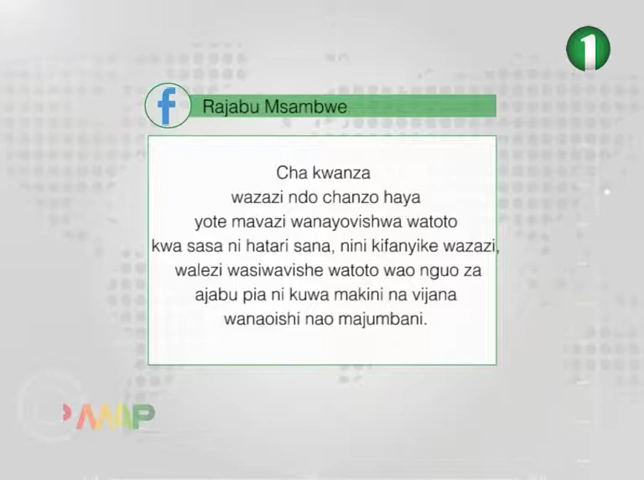 1
f
Rajabu Msambwe
Cha kwanza
wazazi ndo chanzo haya
yote mavazi wanayovishwa watoto
kwa sasa ni hatari sana, nini kifanyike wazazi,
walezi wasiwavishe watoto wao nguo za
ajabu pia ni kuwa makini na vijana
wanaoishi nao majumbani.